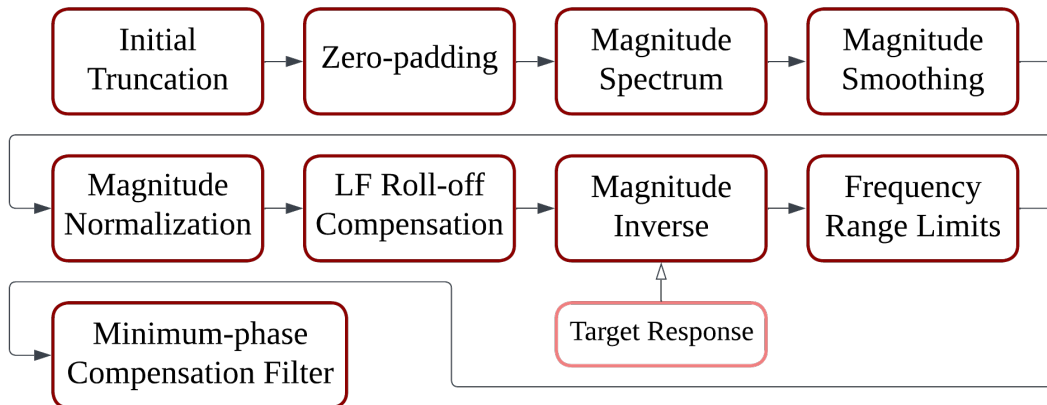 Initial
Truncation
Zero-padding
Magnitude
Spectrum
Magnitude
Smoothing
Magnitude
Normalization
LF Roll-off
Compensation
Magnitude
Inverse
Frequency
Range Limits
Target Response
Minimum-phase
Compensation Filter